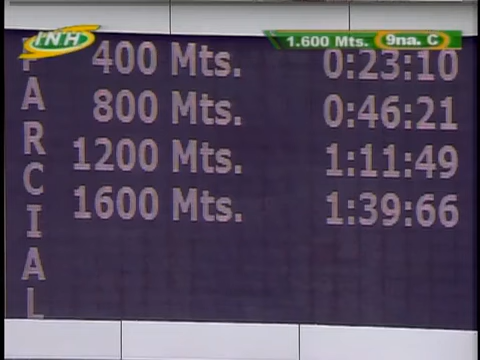 INH
1.600 Mts. 9na. C
PARCIAL
400 Mts. 0:23:10
800 Mts. 0:46:21
1200 Mts. 1:11:49
1600 Mts. 1:39:66